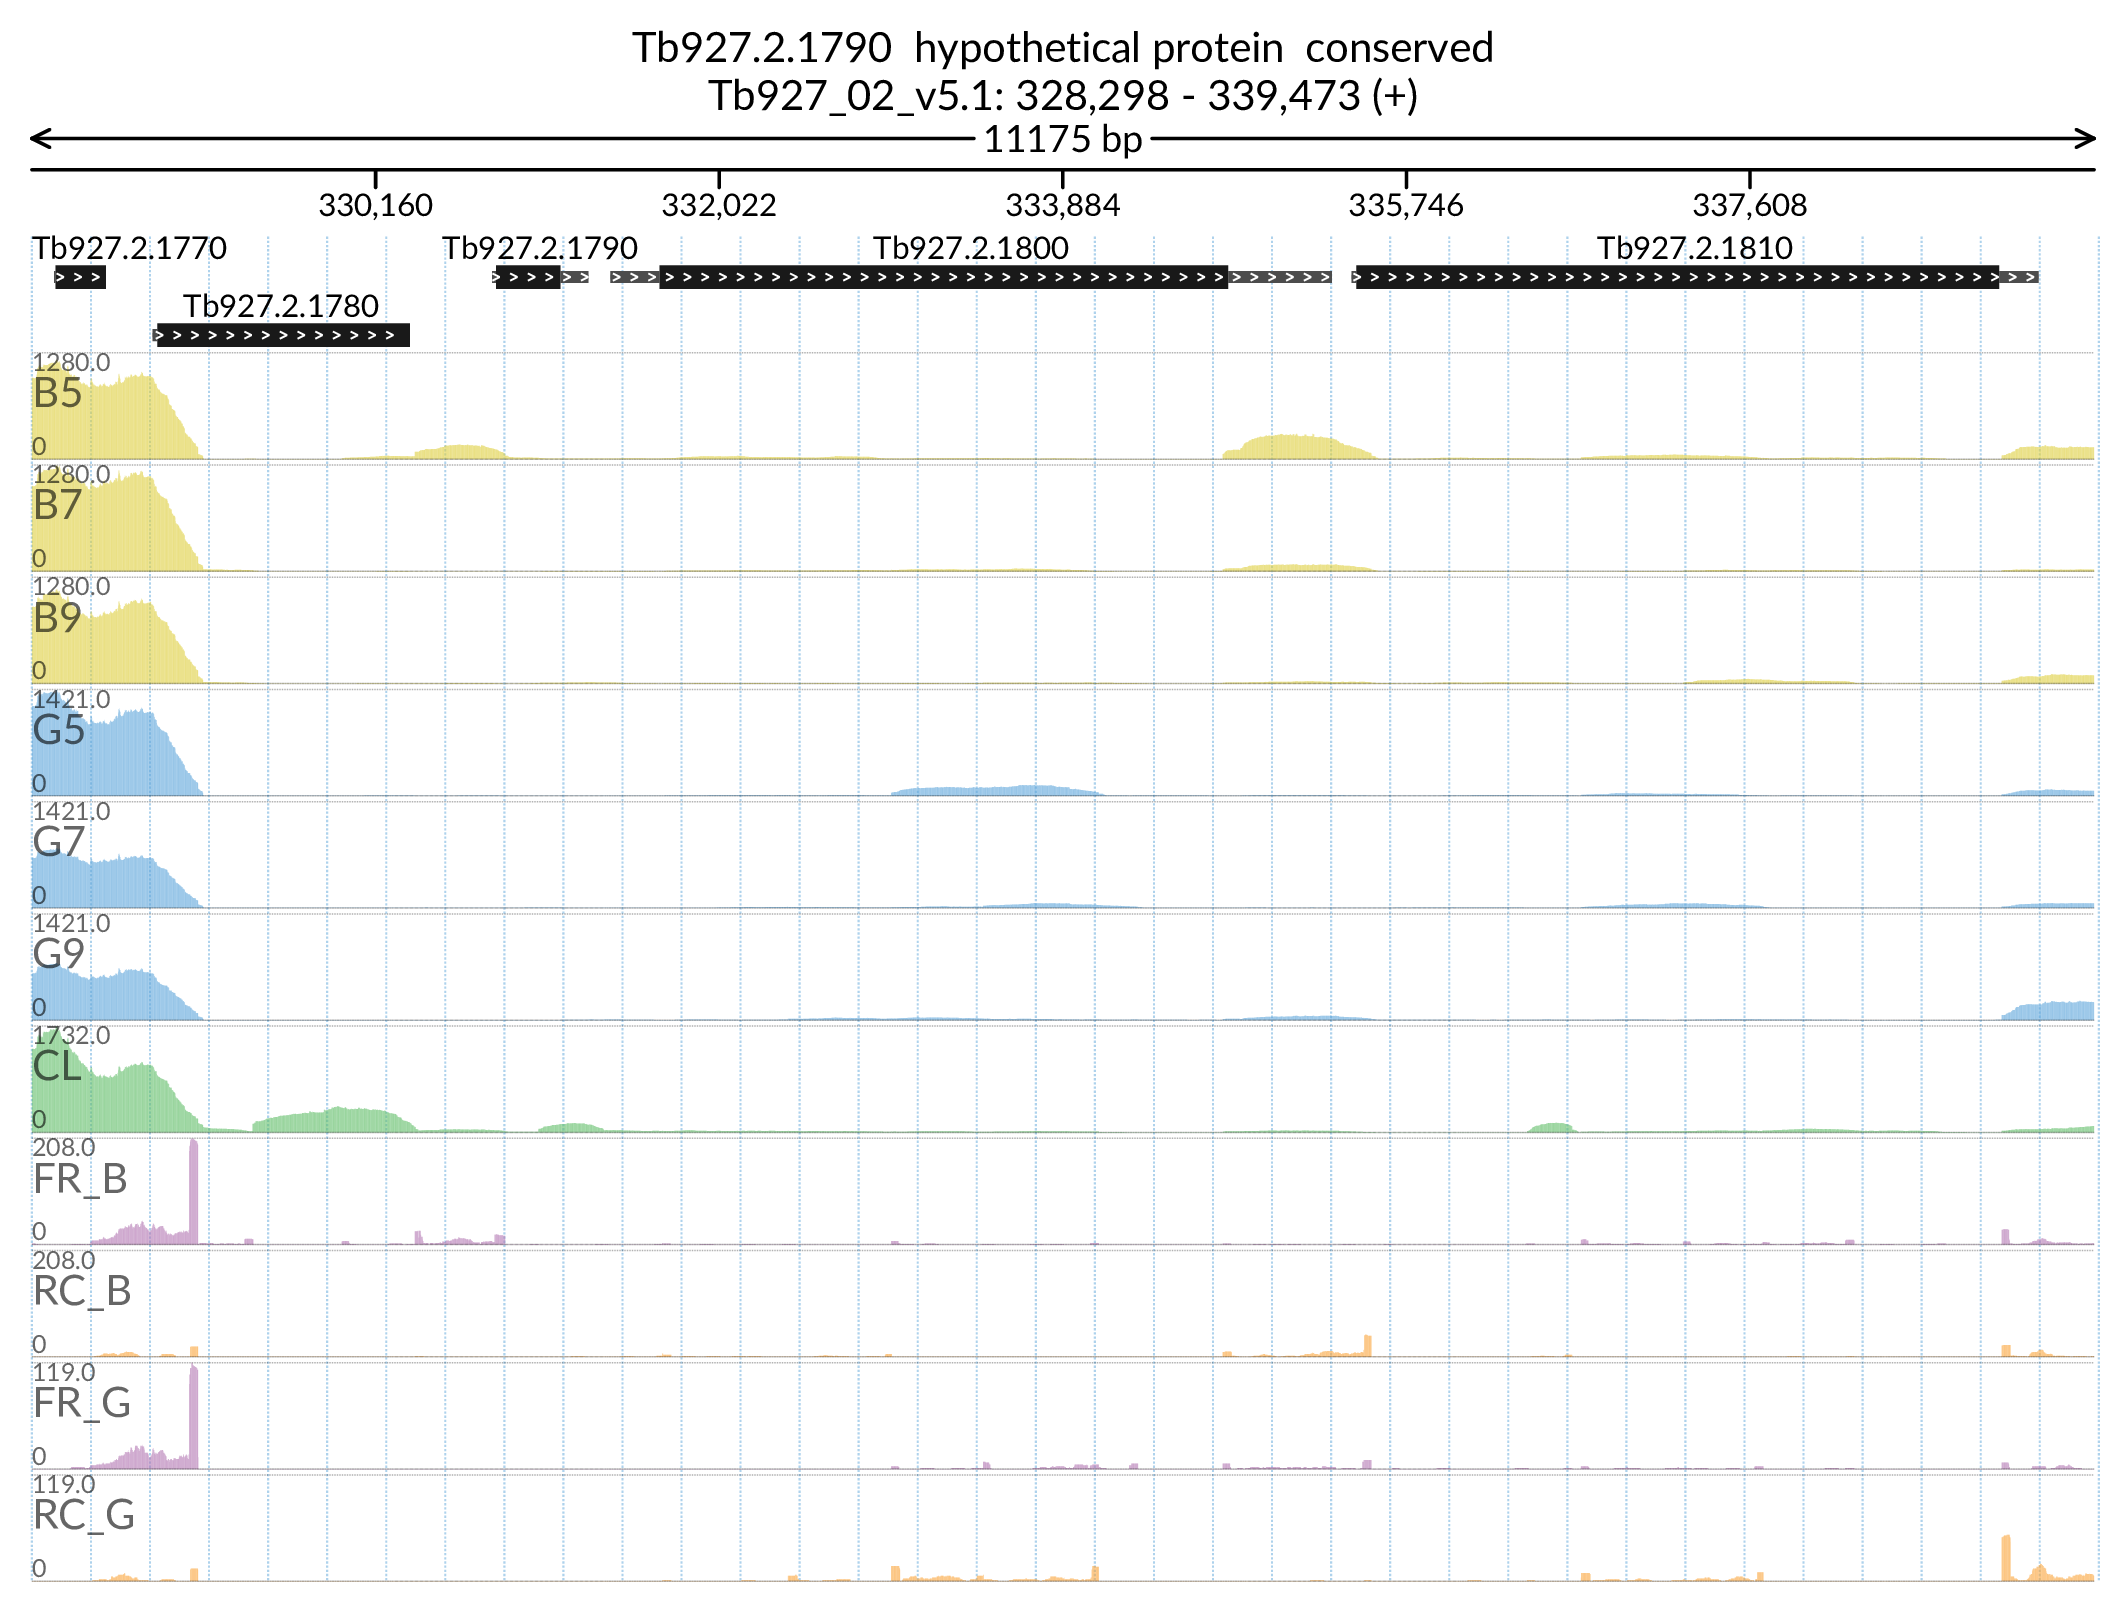 Tb927.2.1790 hypothetical protein conserved
Tb927_02_v5.1: 328,298 - 339,473 (+)
11175 bp
330,160 332,022 333,884 335,746 337,608
Tb927.2.1770 Tb927.2.1790 Tb927.2.1800 Tb927.2.1810
Tb927.2.1780
1280.0
B5
0
1280.0
B7
0
1280.0
B9
0
1421.0
G5
0
1421.0
G7
0
1421.0
G9
0
1732.0
CL
0
208.0
FR_B
0
208.0
RC_B
0
119.0
FR_G
0
119.0
RC_G
0